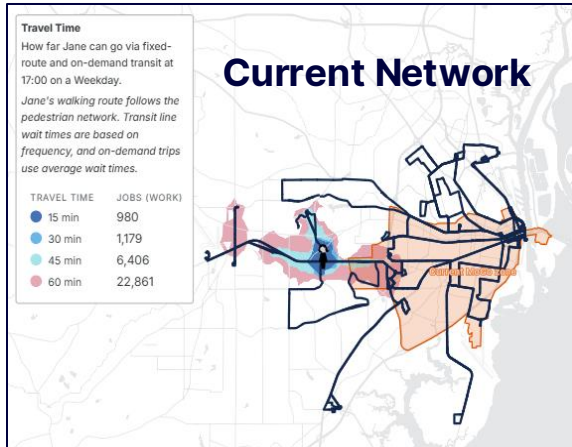 Travel Time
How far Jane can go via fixed-
route and on-demand transit at
17:00 on a Weekday.
Jane's walking route follows the
pedestrian network. Transit line
wait times are based on
frequency, and on-demand trips
use average wait times.
TRAVEL TIME JOBS (WORK)
15 min 980
30 min 1,179
45 min 6,406
60 min 22,861
Current Network
Current MOGO Zone